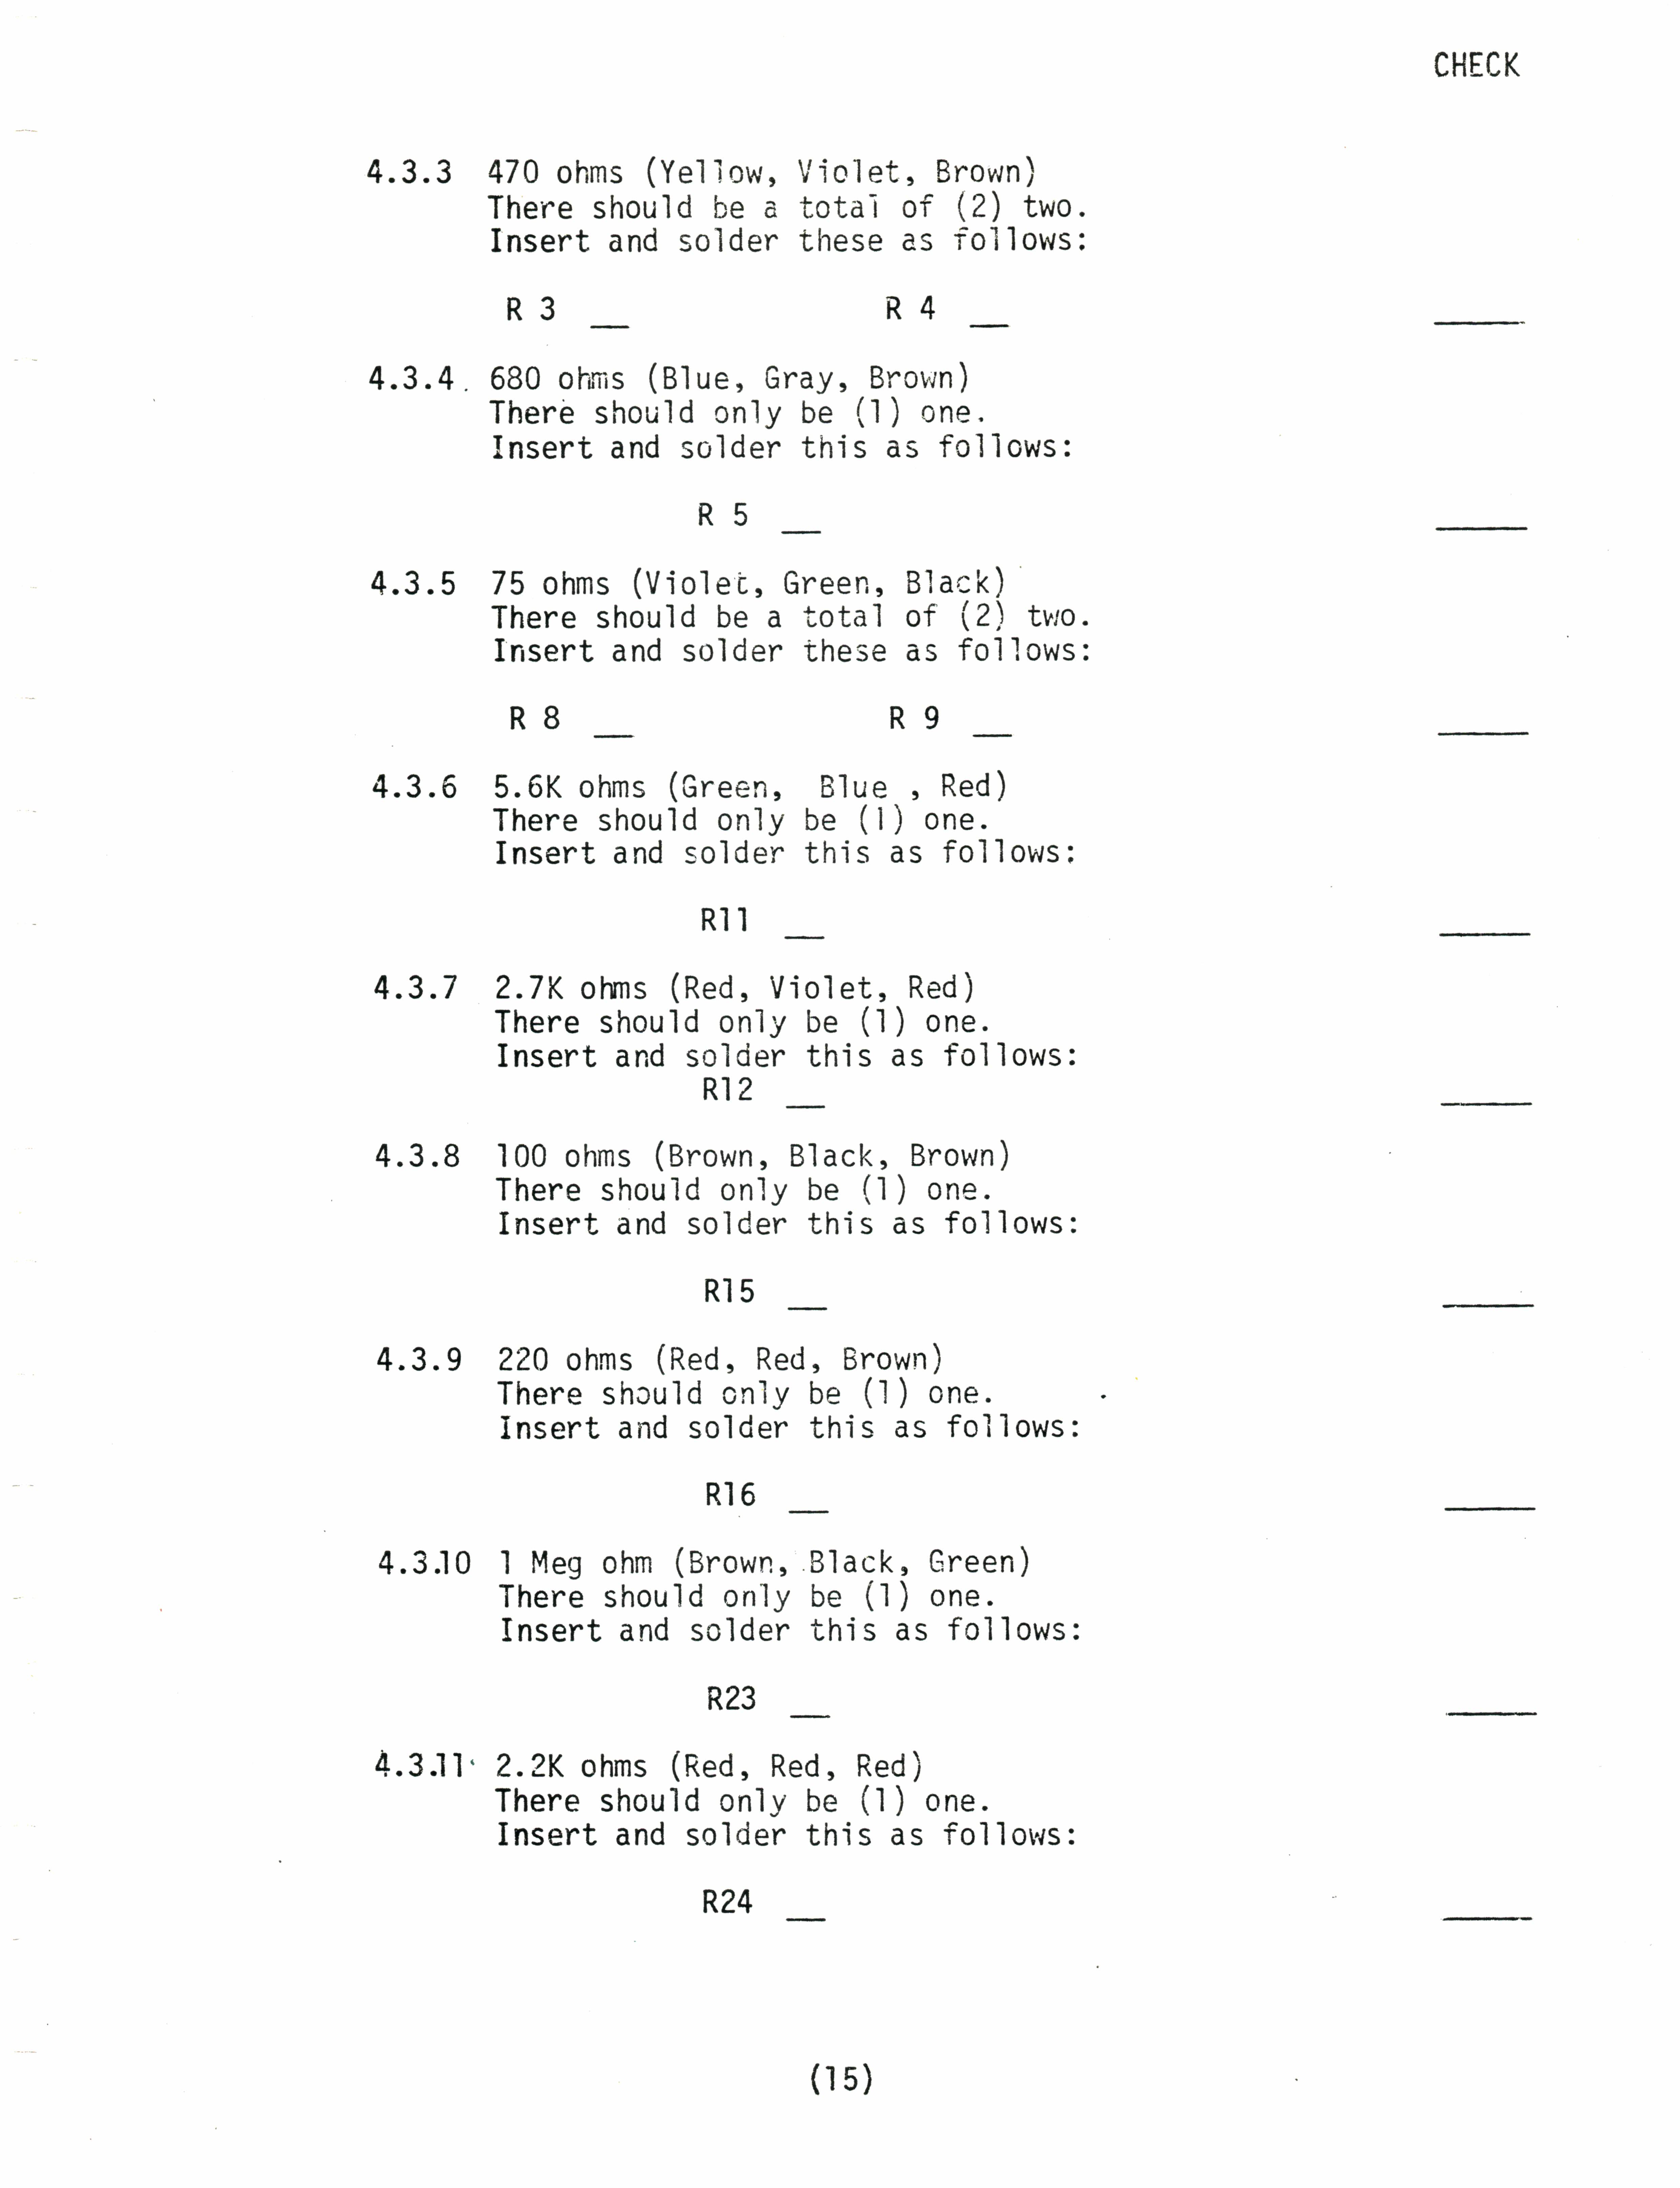 CHECK
4.3.3 470 ohms (Yellow, Violet, Brown)
There should be a total of (2) two.
Insert and solder these as follows:
R 3 __ R 4 __ ____
4.3.4. 680 ohms (Blue, Gray, Brown)
There should only be (1) one.
Insert and solder this as follows:
R 5 __ ____
4.3.5 75 ohms (Violet, Green, Black)
There should be a total of (2) two.
Insert and solder these as follows:
R 8 __ R 9 __ ____
4.3.6 5.6K ohms (Green, Blue , Red)
There should only be (1) one.
Insert and solder this as follows:
R11 __ ____
4.3.7 2.7K ohms (Red, Violet, Red)
There should only be (1) one.
Insert and solder this as follows:
R12 __ ____
4.3.8 100 ohms (Brown, Black, Brown)
There should only be (1) one.
Insert and solder this as follows:
R15 __ ____
4.3.9 220 ohms (Red, Red, Brown)
There should only be (1) one.
Insert and solder this as follows:
R16 __ ____
4.3.10 1 Meg ohm (Brown, Black, Green)
There should only be (1) one.
Insert and solder this as follows:
R23 __ ____
4.3.11 2.2K ohms (Red, Red, Red)
There should only be (1) one.
Insert and solder this as follows:
R24 __ ____
(15)